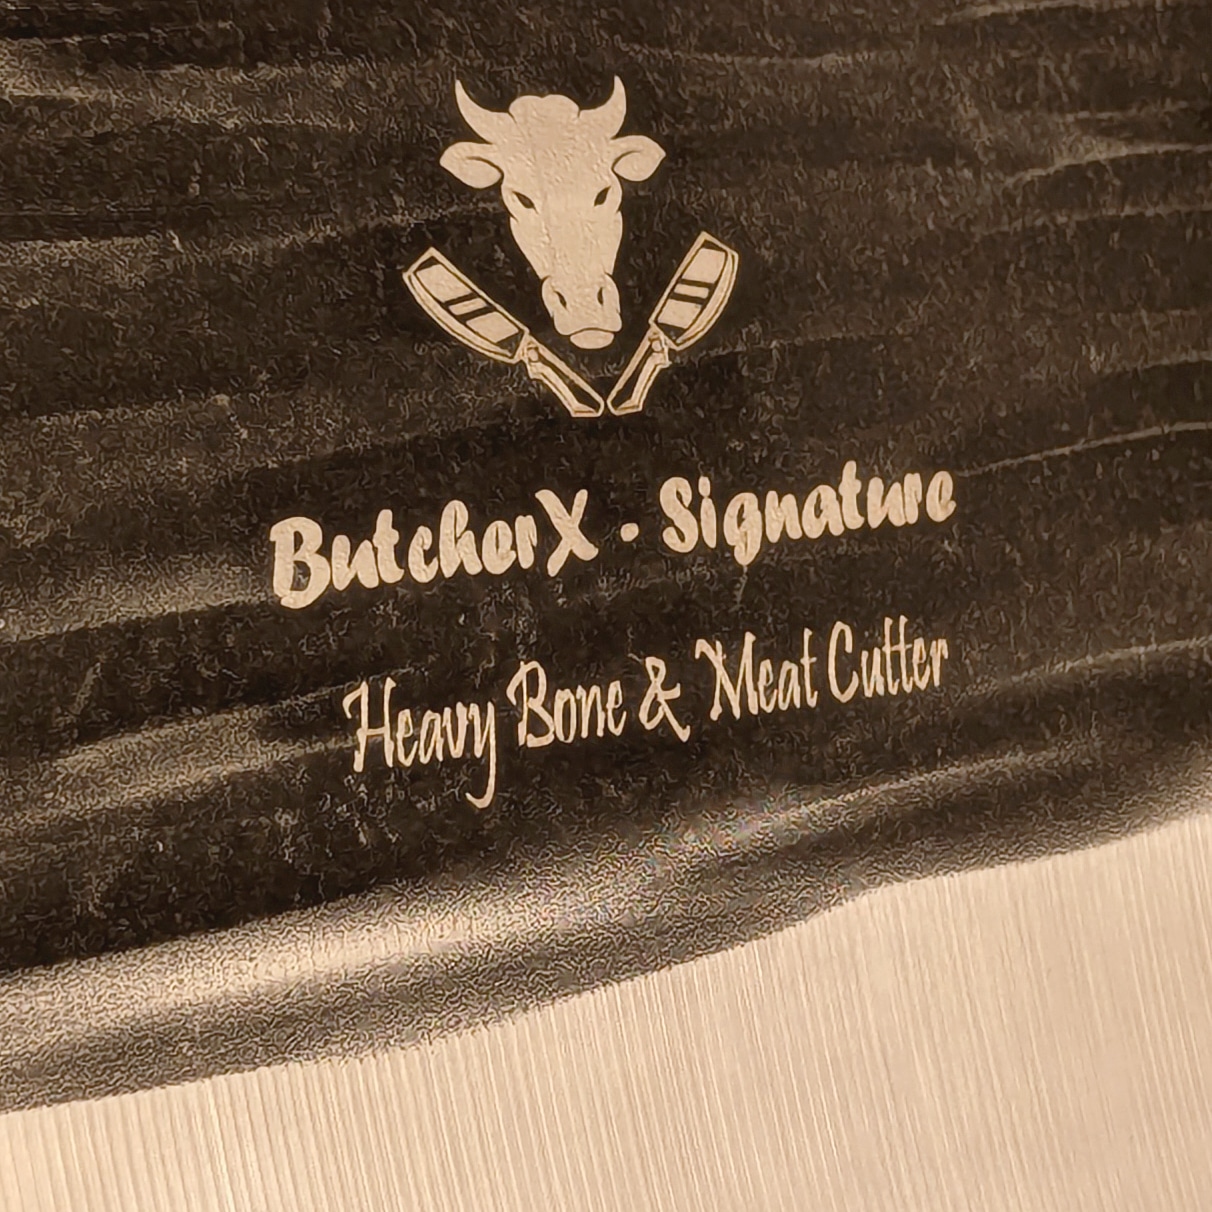 ButcherX · Signature
Heavy Bone & Meat Cutter